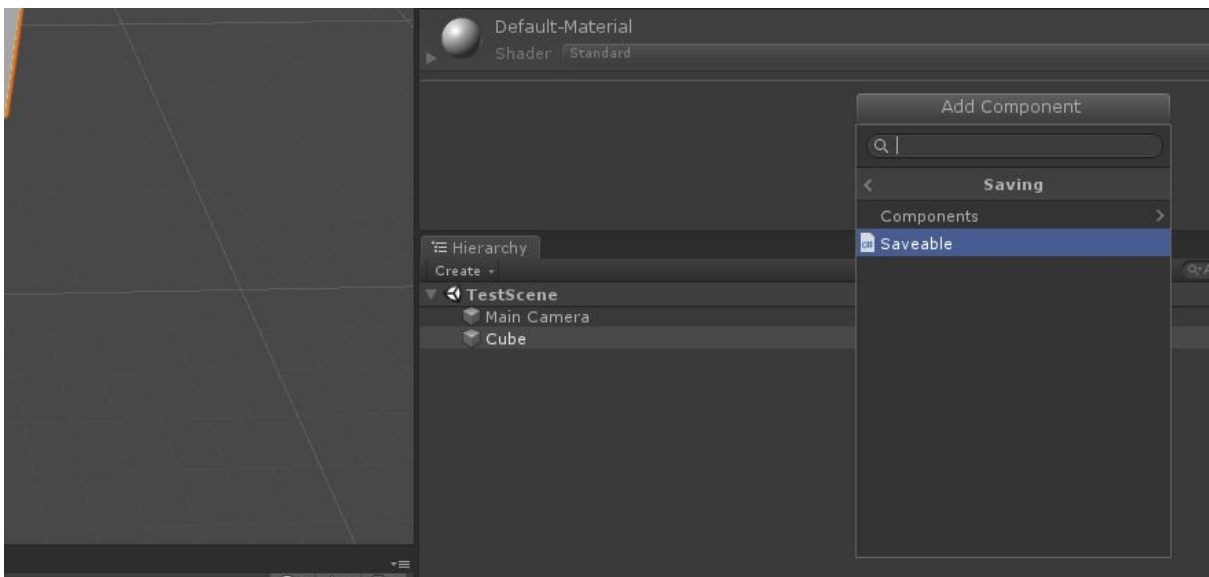 Default-Material
Shader Standard
Add Component
Saving
Components
Saveable
Hierarchy
Create
TestScene
Main Camera
Cube